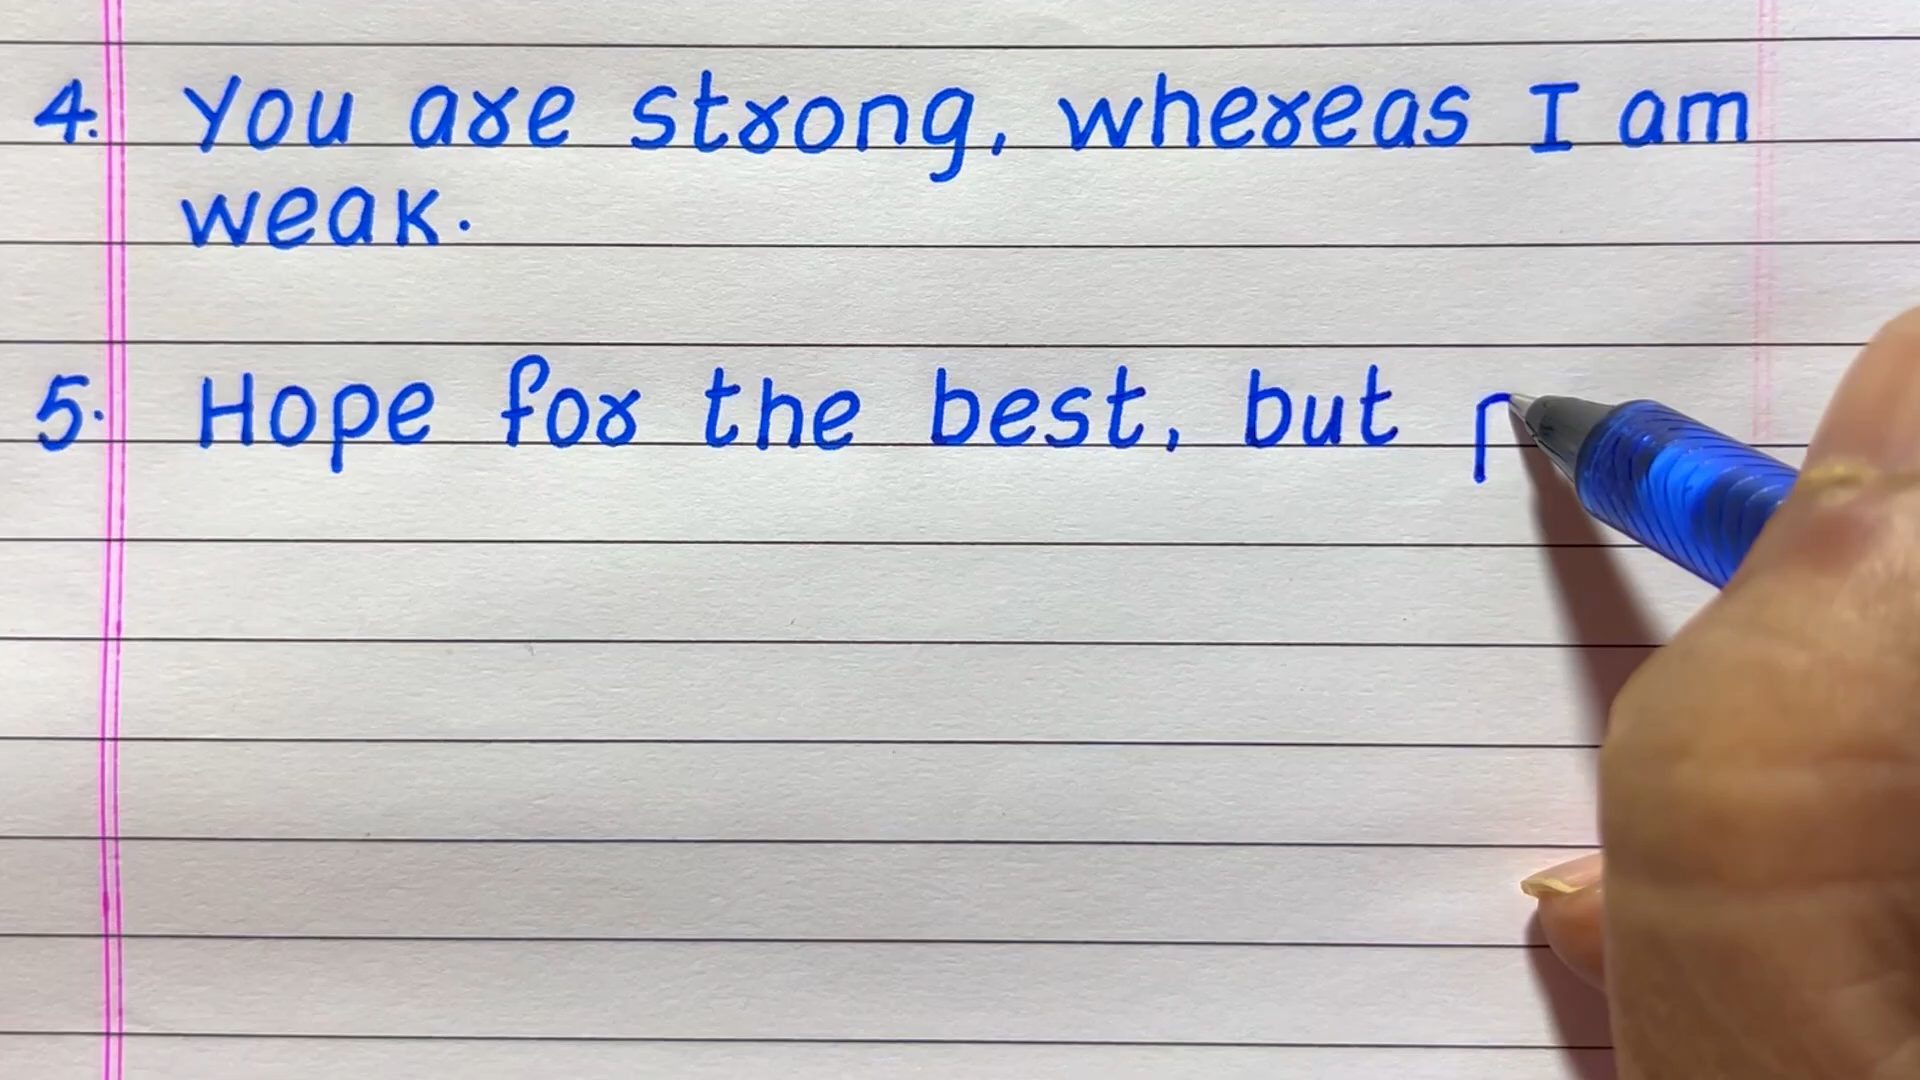 4. You are strong, whereas I am
weak.
5. Hope for the best, but